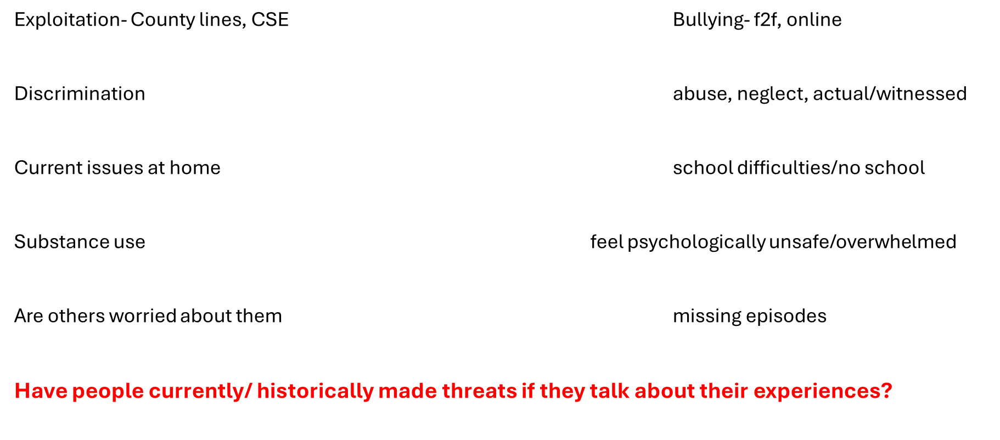 Exploitation- County lines, CSE Bullying- f2f, online
Discrimination abuse, neglect, actual/witnessed
Current issues at home school difficulties/no school
Substance use feel psychologically unsafe/overwhelmed
Are others worried about them missing episodes
Have people currently/ historically made threats if they talk about their experiences?